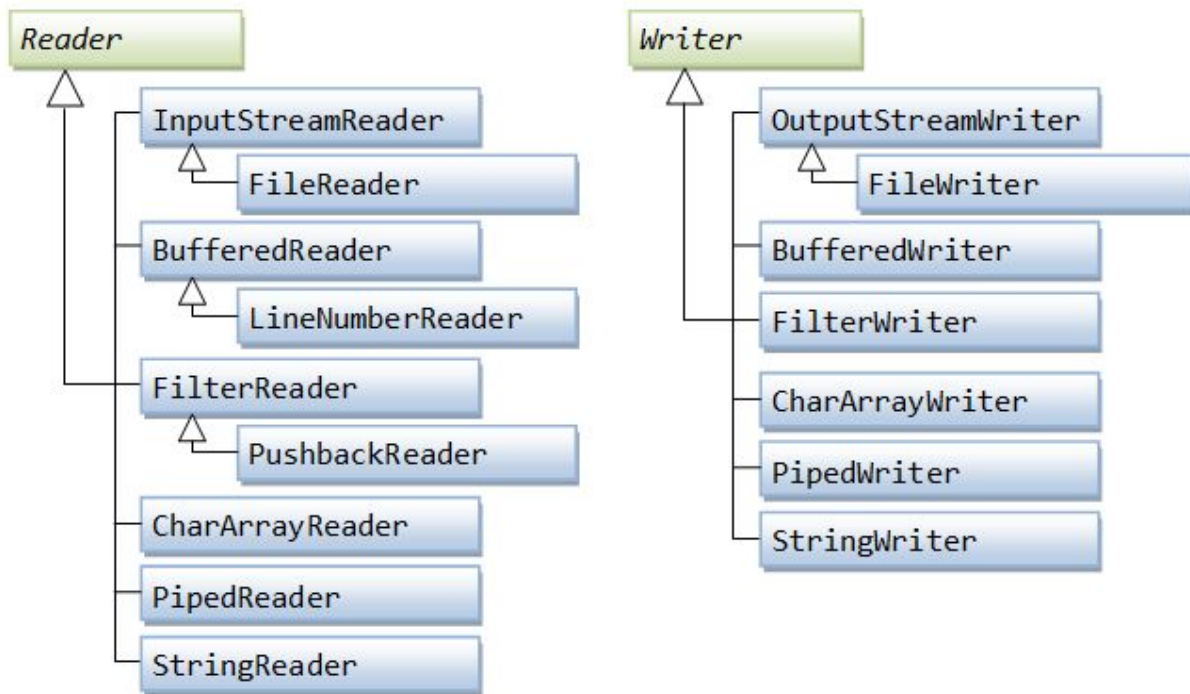 Reader
InputStreamReader
FileReader
BufferedReader
LineNumberReader
FilterReader
PushbackReader
CharArrayReader
PipedReader
StringReader
Writer
OutputStreamWriter
FileWriter
BufferedWriter
FilterWriter
CharArrayWriter
PipedWriter
StringWriter